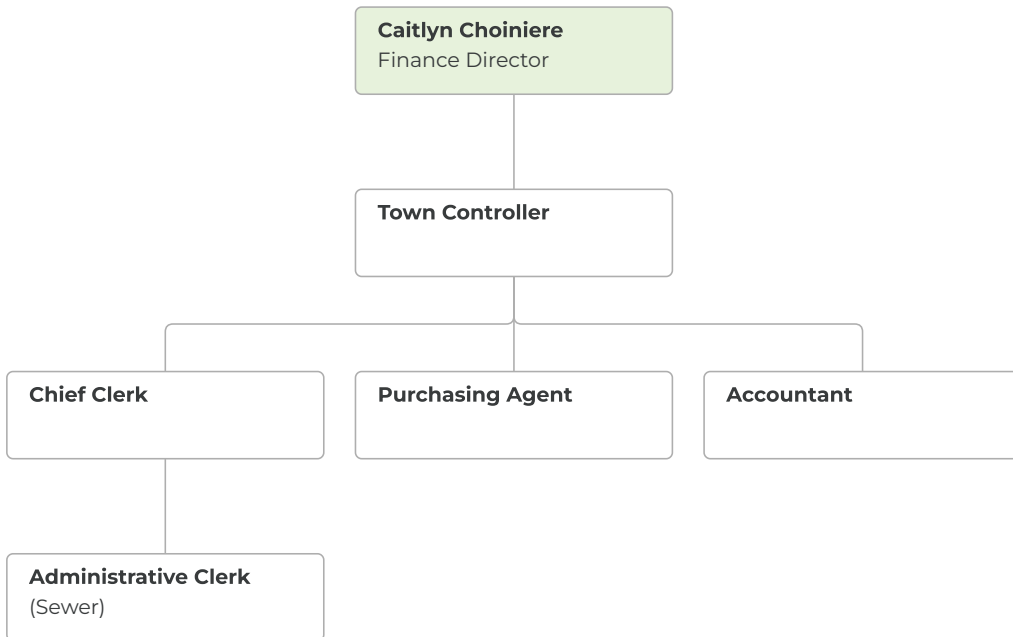 Caitlyn Choiniere
Finance Director
Town Controller
Chief Clerk
Purchasing Agent
Accountant
Administrative Clerk
(Sewer)